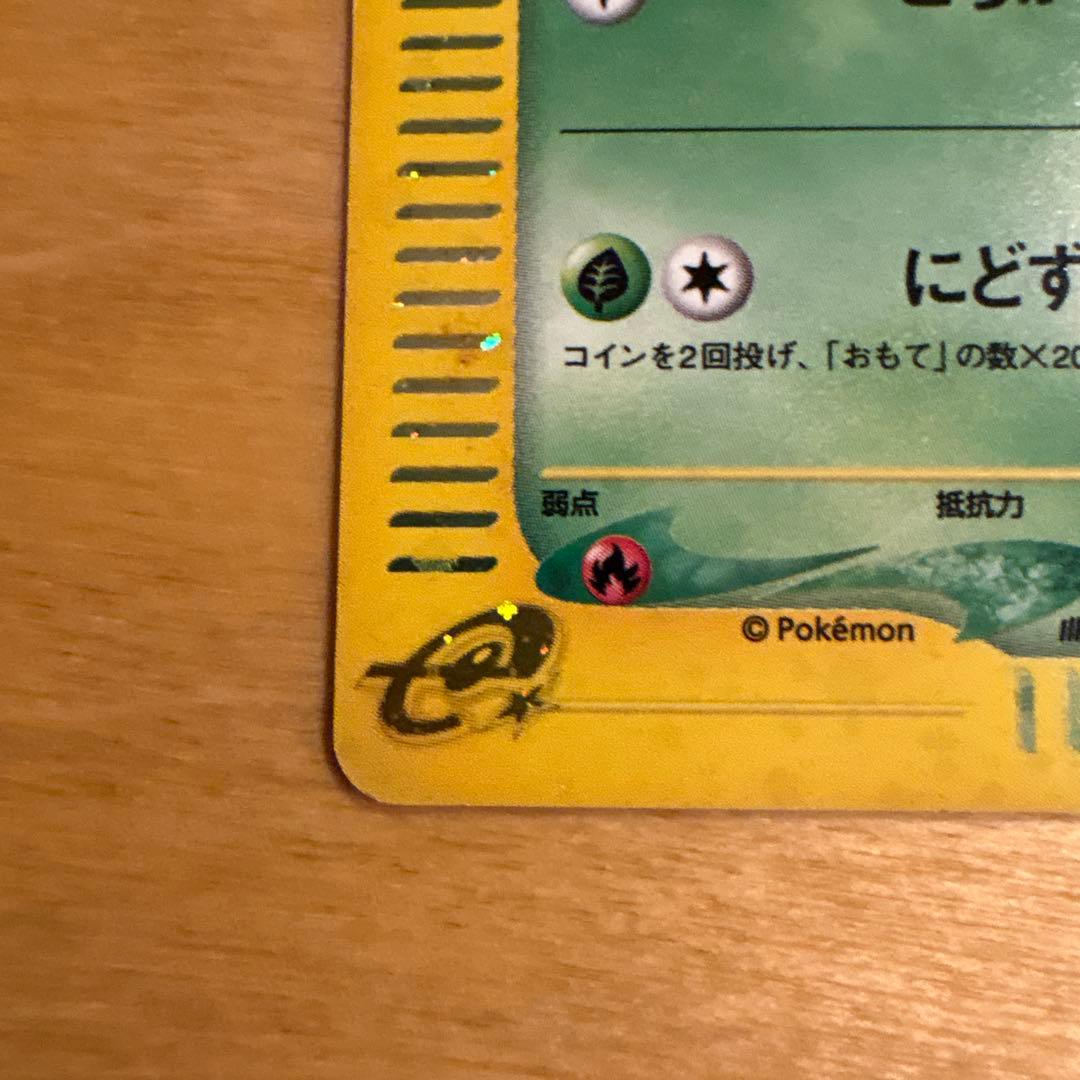 にどず
コインを2回投げ、「おもて」の数×20
弱点 抵抗力
© Pokémon